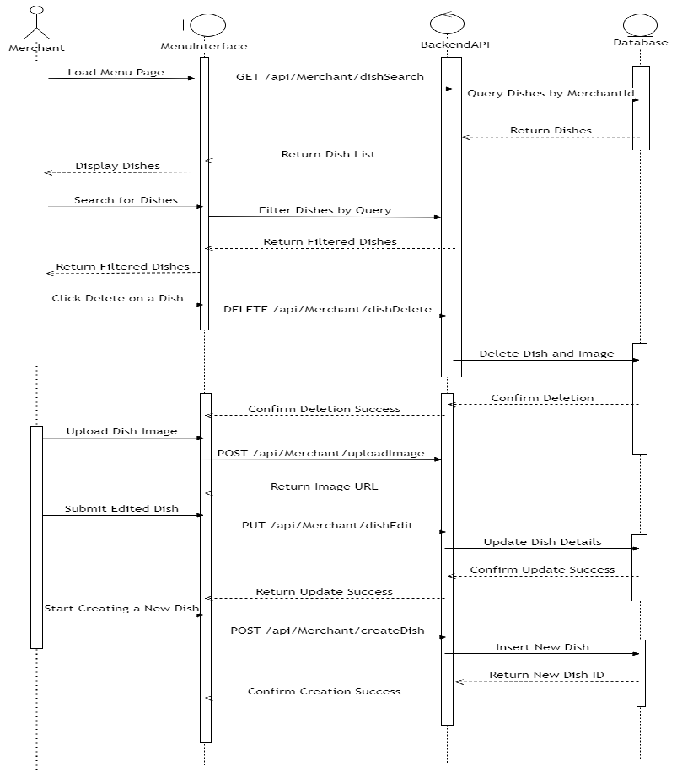 Merchant
MenuInterface
BackendAPI
Database
Load Menu Page
GET /api/Merchant/dishSearch
Query Dishes by MerchantId
Return Dishes
Return Dish List
Display Dishes
Search for Dishes
Filter Dishes by Query
Return Filtered Dishes
Return Filtered Dishes
Click Delete on a Dish
DELETE /api/Merchant/dishDelete
Delete Dish and Image
Confirm Deletion
Confirm Deletion Success
Upload Dish Image
POST /api/Merchant/uploadImage
Return Image URL
Submit Edited Dish
PUT /api/Merchant/dishEdit
Update Dish Details
Confirm Update Success
Return Update Success
Start Creating a New Dish
POST /api/Merchant/createDish
Insert New Dish
Return New Dish ID
Confirm Creation Success